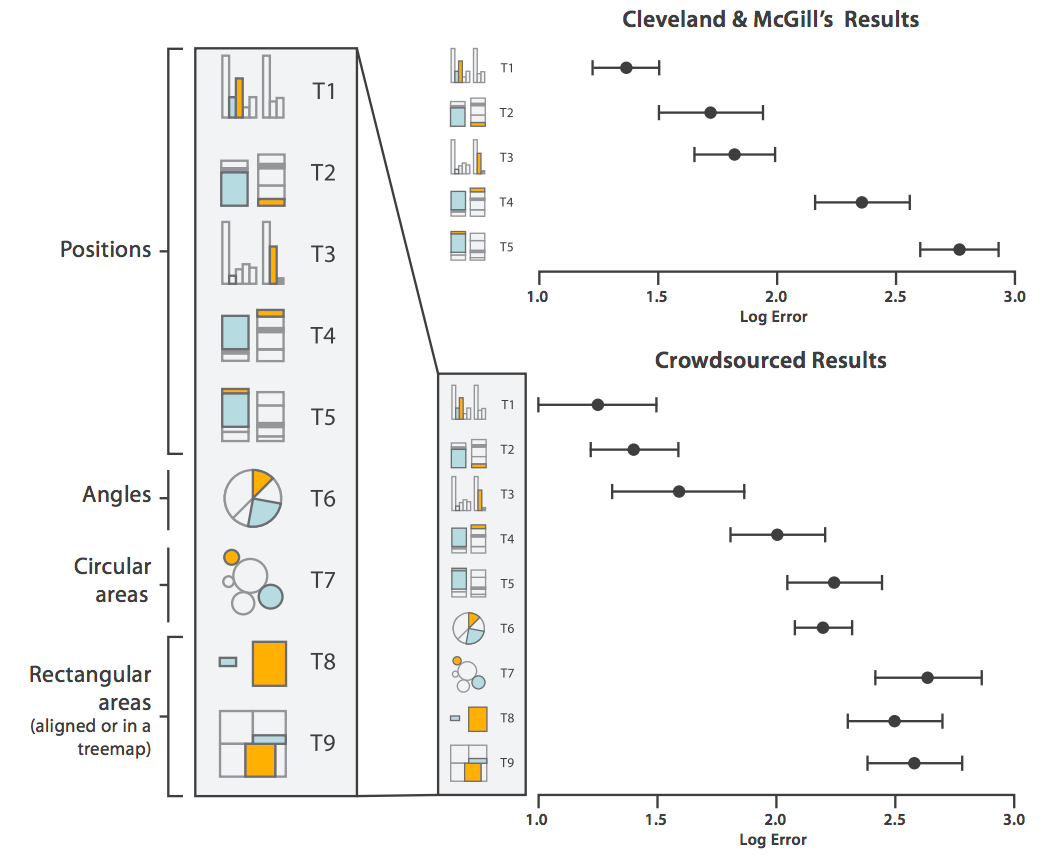 Cleveland & McGill's Results
Positions
Angles
Circular
areas
Rectangular
areas
(aligned or in a
treemap)
T1
T2
T3
T4
T5
T6
T7
T8
T9
T1
T2
T3
T4
T5
1.0 1.5 2.0 2.5 3.0
Log Error
Crowdsourced Results
T1
T2
T3
T4
T5
T6
T7
T8
T9
1.0 1.5 2.0 2.5 3.0
Log Error